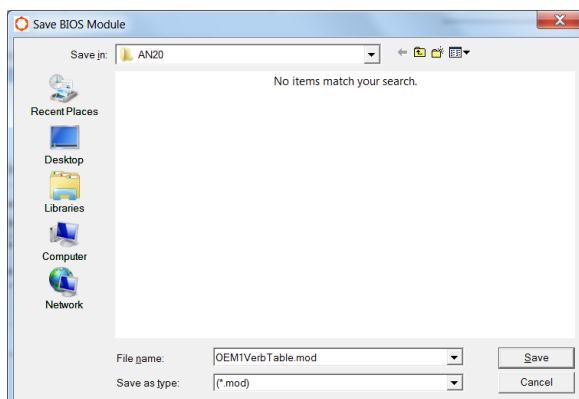 Save BIOS Module
Save in:
AN20
No items match your search.
Recent Places
Desktop
Libraries
Computer
Network
File name:
OEM1VerbTable.mod
Save
Save as type:
(*.mod)
Cancel